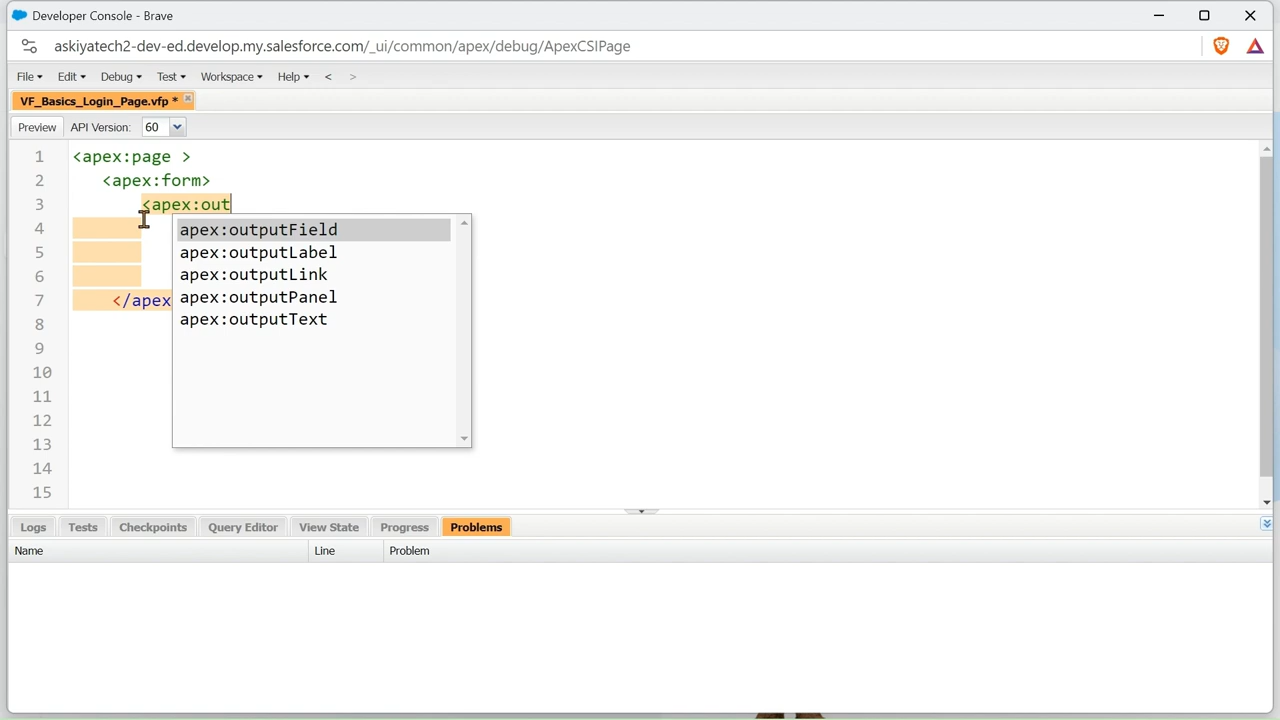 Developer Console - Brave
askiyatech2-dev-ed.develop.my.salesforce.com/_ui/common/apex/debug/ApexCSIPage
File Edit Debug Test Workspace Help < >
VF_Basics_Login_Page.vfp *
Preview API Version: 60
1 <apex:page >
2 <apex:form>
3 <apex:out
4 apex:outputField
5 apex:outputLabel
6 apex:outputLink
7 </apex apex:outputPanel
8 apex:outputText
9
10
11
12
13
14
15
Logs Tests Checkpoints Query Editor View State Progress Problems
Name Line Problem